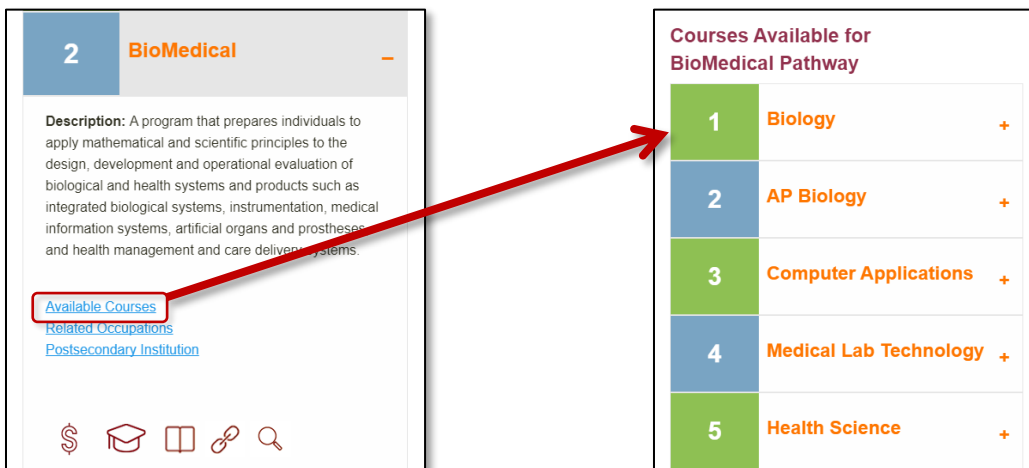 2
BioMedical
–
Description: A program that prepares individuals to
apply mathematical and scientific principles to the
design, development and operational evaluation of
biological and health systems and products such as
integrated biological systems, instrumentation, medical
information systems, artificial organs and prostheses
and health management and care delivery systems.
Available Courses
Related Occupations
Postsecondary Institution
$
Courses Available for
BioMedical Pathway
1
Biology
+
2
AP Biology
+
3
Computer Applications
+
4
Medical Lab Technology
+
5
Health Science
+